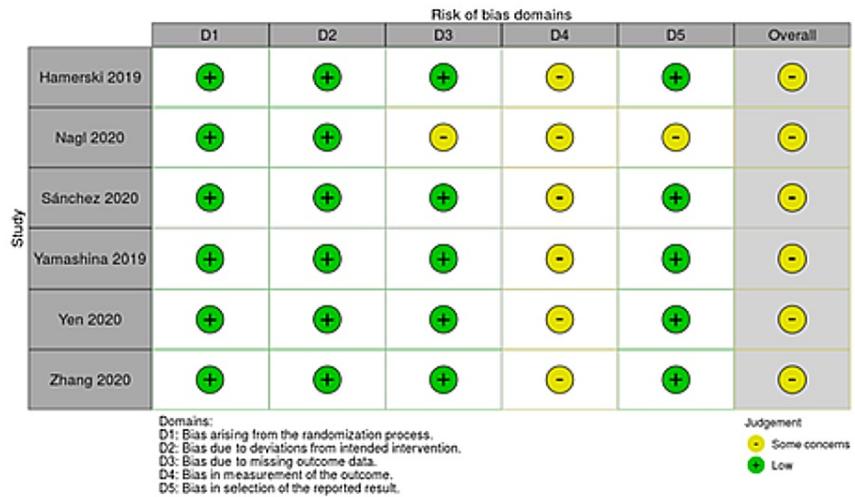 Risk of bias domains
D1 D2 D3 D4 D5 Overall
Study
Hamerski 2019 + + + - + -
Nagl 2020 + + - - - -
Sánchez 2020 + + + - + -
Yamashina 2019 + + + - + -
Yen 2020 + + + - + -
Zhang 2020 + + + - + -
Domains:
D1: Bias arising from the randomization process.
D2: Bias due to deviations from intended intervention.
D3: Bias due to missing outcome data.
D4: Bias in measurement of the outcome.
D5: Bias in selection of the reported result.
Judgement
- Some concerns
+ Low